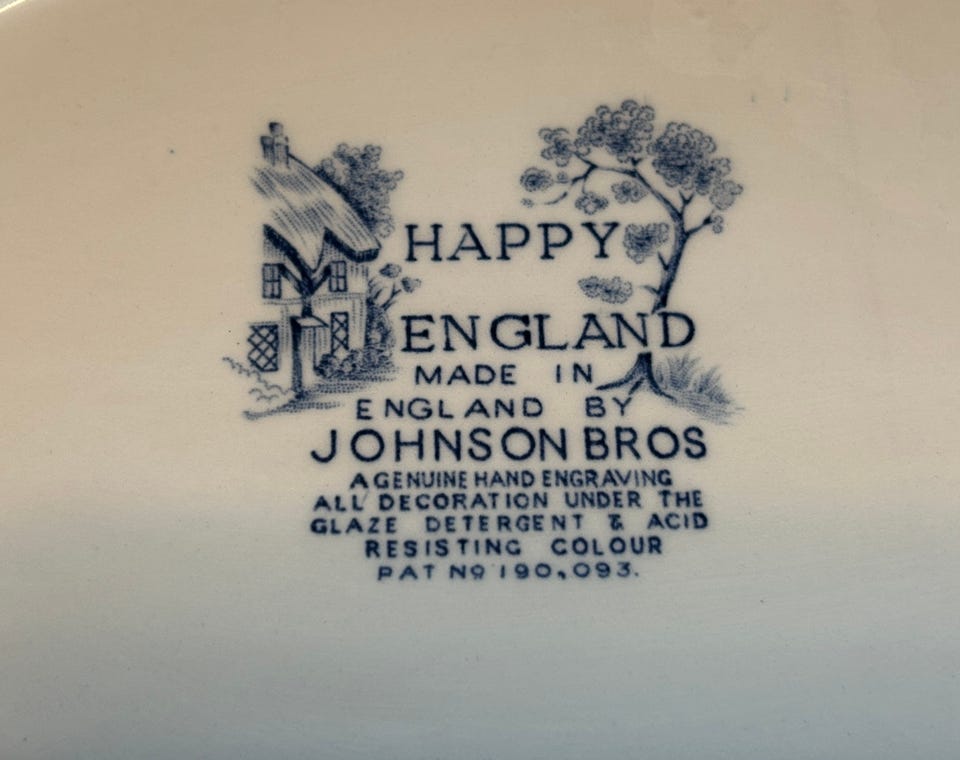 HAPPY
ENGLAND
MADE IN
ENGLAND BY
JOHNSON BROS
A GENUINE HAND ENGRAVING
ALL DECORATION UNDER THE
GLAZE DETERGENT & ACID
RESISTING COLOUR
PAT NO 190,093.